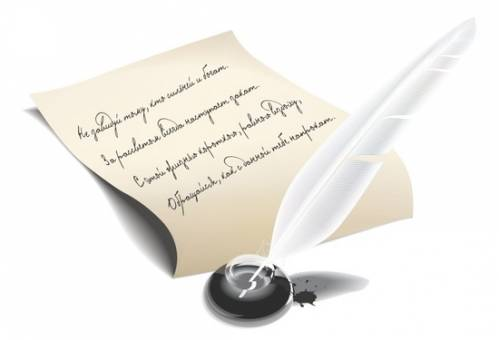 Не завидуй тому, кто сильней и богат.
За рассветом всегда наступает закат.
С этой жизнью короткою, равною вздоху,
Обращайся, как с данной тебе напрокат.